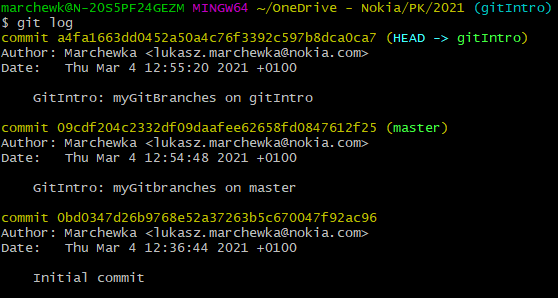 marchewk@N-20S5PF24GEZM MINGW64 ~/OneDrive - Nokia/PK/2021 (gitIntro)
$ git log
commit a4fa1663dd0452a50a4c76f3392c597b8dca0ca7 (HEAD -> gitIntro)
Author: Marchewka <lukasz.marchewka@nokia.com>
Date:   Thu Mar 4 12:55:20 2021 +0100

    GitIntro: myGitBranches on gitIntro

commit 09cdf204c2332df09daafee62658fd0847612f25 (master)
Author: Marchewka <lukasz.marchewka@nokia.com>
Date:   Thu Mar 4 12:54:48 2021 +0100

    GitIntro: myGitbranches on master

commit 0bd0347d26b9768e52a37263b5c670047f92ac96
Author: Marchewka <lukasz.marchewka@nokia.com>
Date:   Thu Mar 4 12:36:44 2021 +0100

    Initial commit